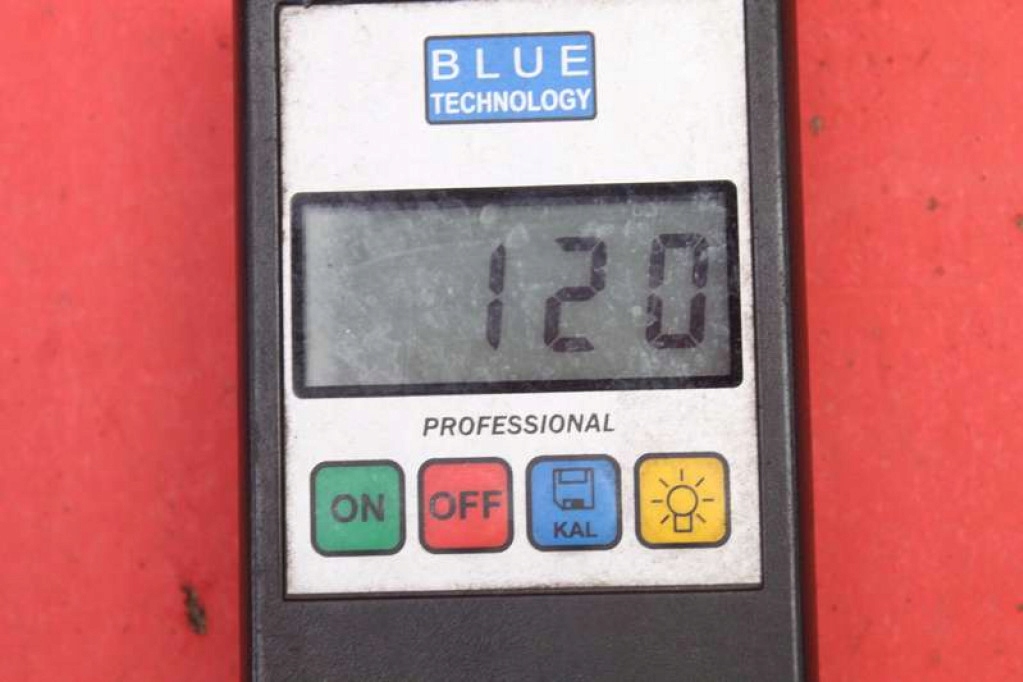 BLUE
TECHNOLOGY
120
PROFESSIONAL
ON OFF KAL